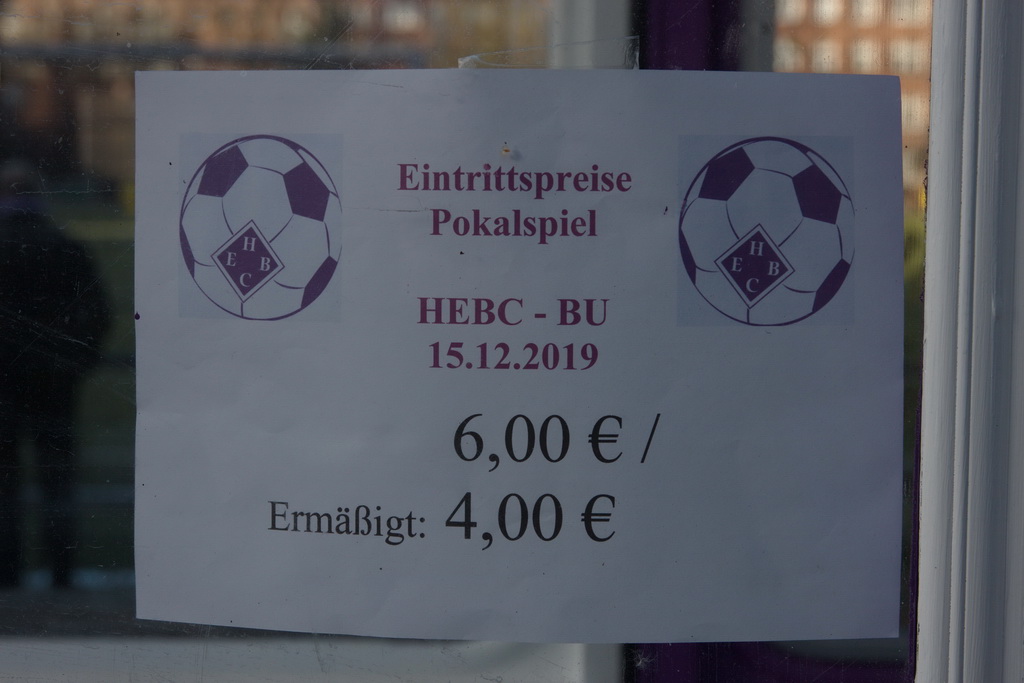 Eintrittspreise
Pokalspiel
HEBC - BU
15.12.2019
6,00 € /
Ermäßigt: 4,00 €
H
E B
C
H
E B
C